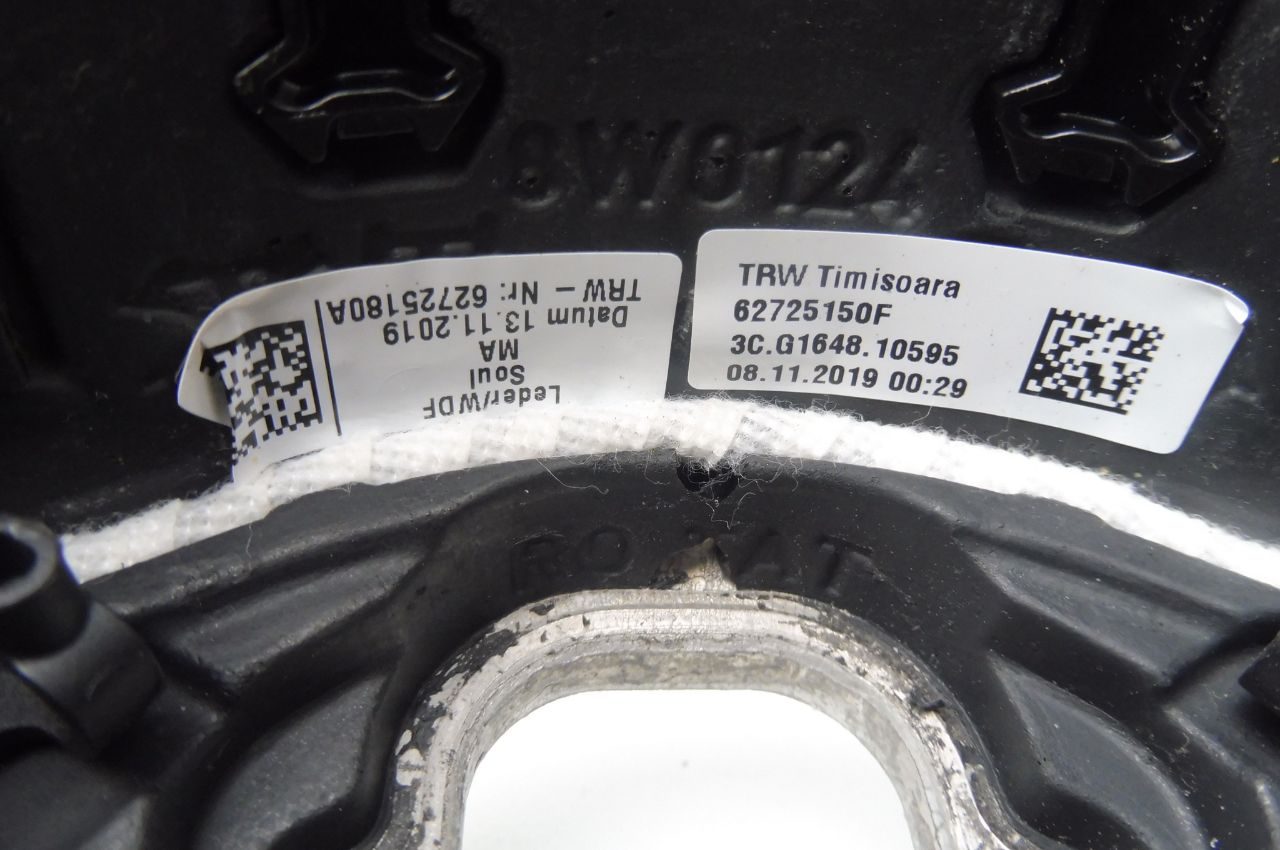 TRW – Nr: 62725180A
Datum 13.11.2019
MA
Soul
Leder/WDF
TRW Timisoara
62725150F
3C.G1648.10595
08.11.2019 00:29